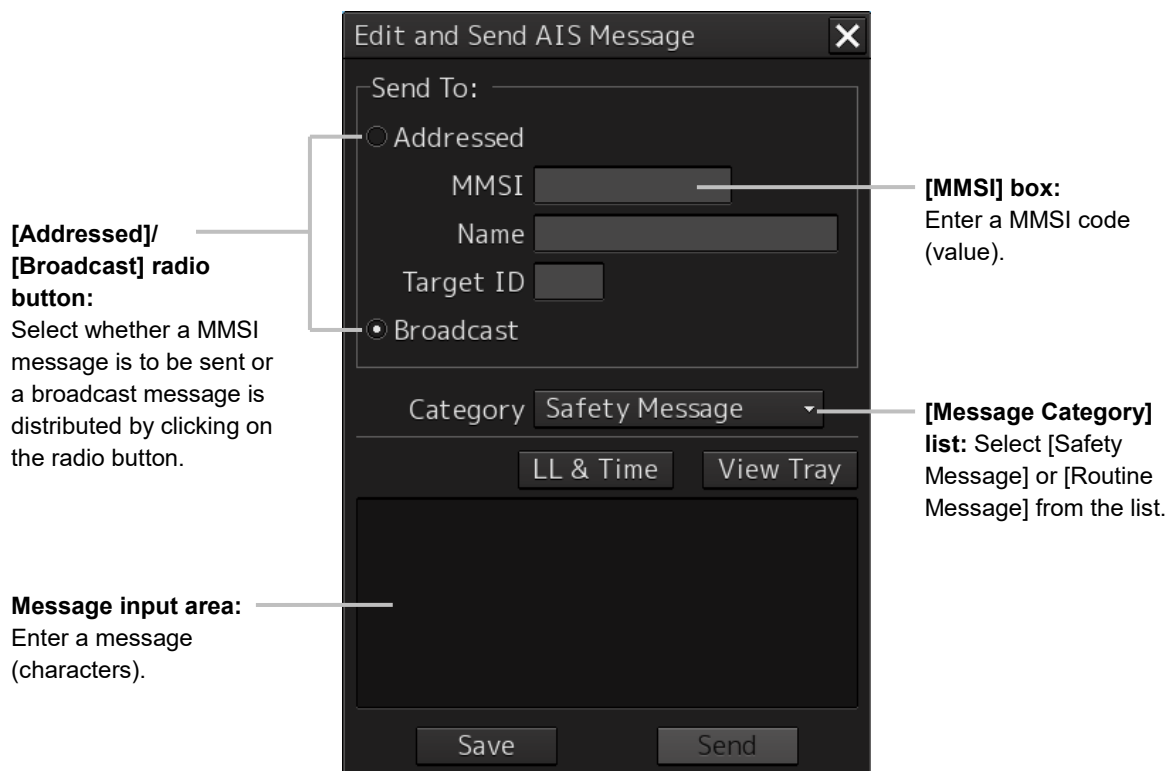 Edit and Send AIS Message
Send To:
Addressed
MMSI
Name
Target ID
Broadcast
Category Safety Message
LL & Time View Tray
Save Send
[Addressed]/
[Broadcast] radio
button:
Select whether a MMSI
message is to be sent or
a broadcast message is
distributed by clicking on
the radio button.
Message input area:
Enter a message
(characters).
[MMSI] box:
Enter a MMSI code
(value).
[Message Category]
list: Select [Safety
Message] or [Routine
Message] from the list.